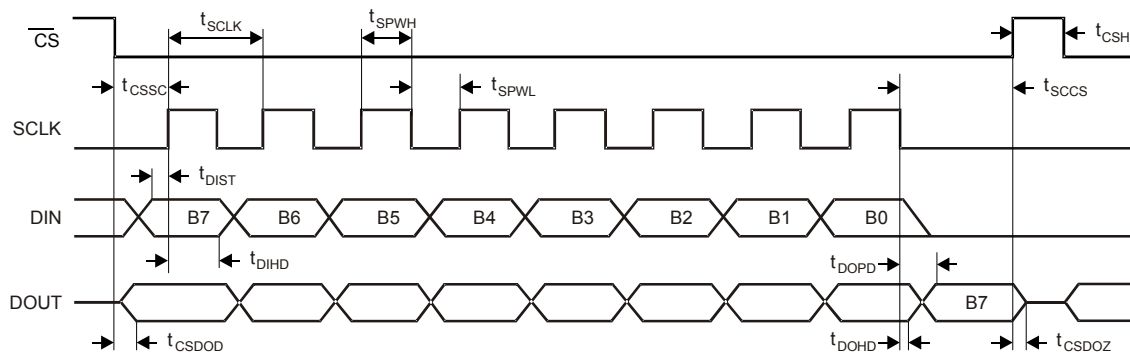 CS
tSCLK
tSPWH
tCSH
tCSSC
tSPWL
tSCCS
SCLK
tDIST
DIN
B7 B6 B5 B4 B3 B2 B1 B0
tDIHD
tDOPD
DOUT
B7
tCSDOD
tDOHD
tCSDOZ